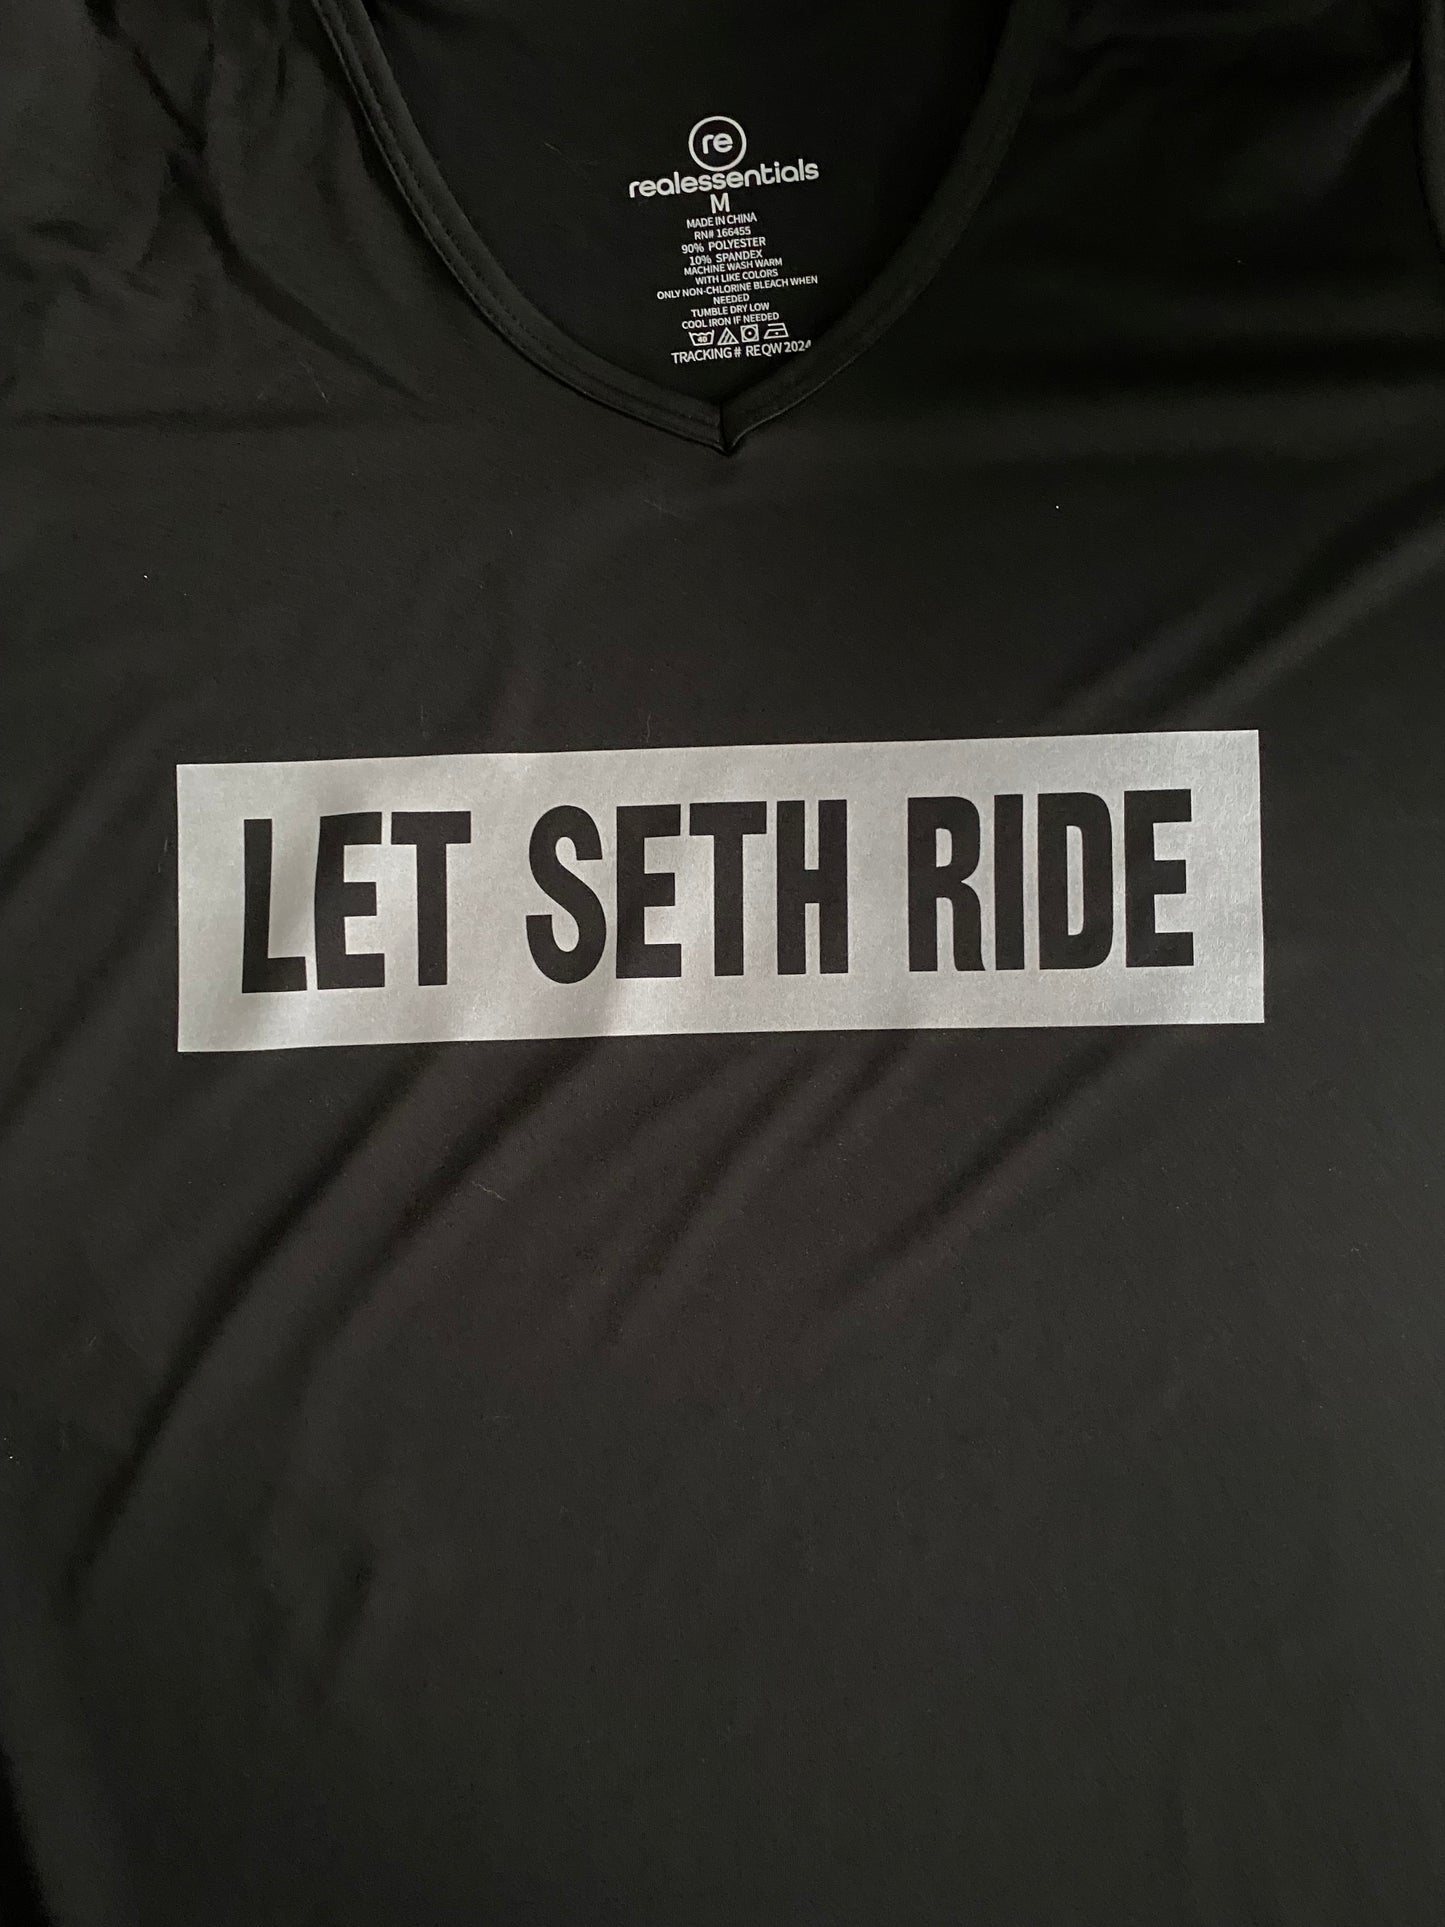 re
realessentials
M
MADE IN CHINA
RN# 166455
90% POLYESTER
10% SPANDEX
MACHINE WASH WARM
WITH LIKE COLORS
ONLY NON-CHLORINE BLEACH WHEN
NEEDED
TUMBLE DRY LOW
COOL IRON IF NEEDED
40
TRACKING# REQW 2024
LET SETH RIDE